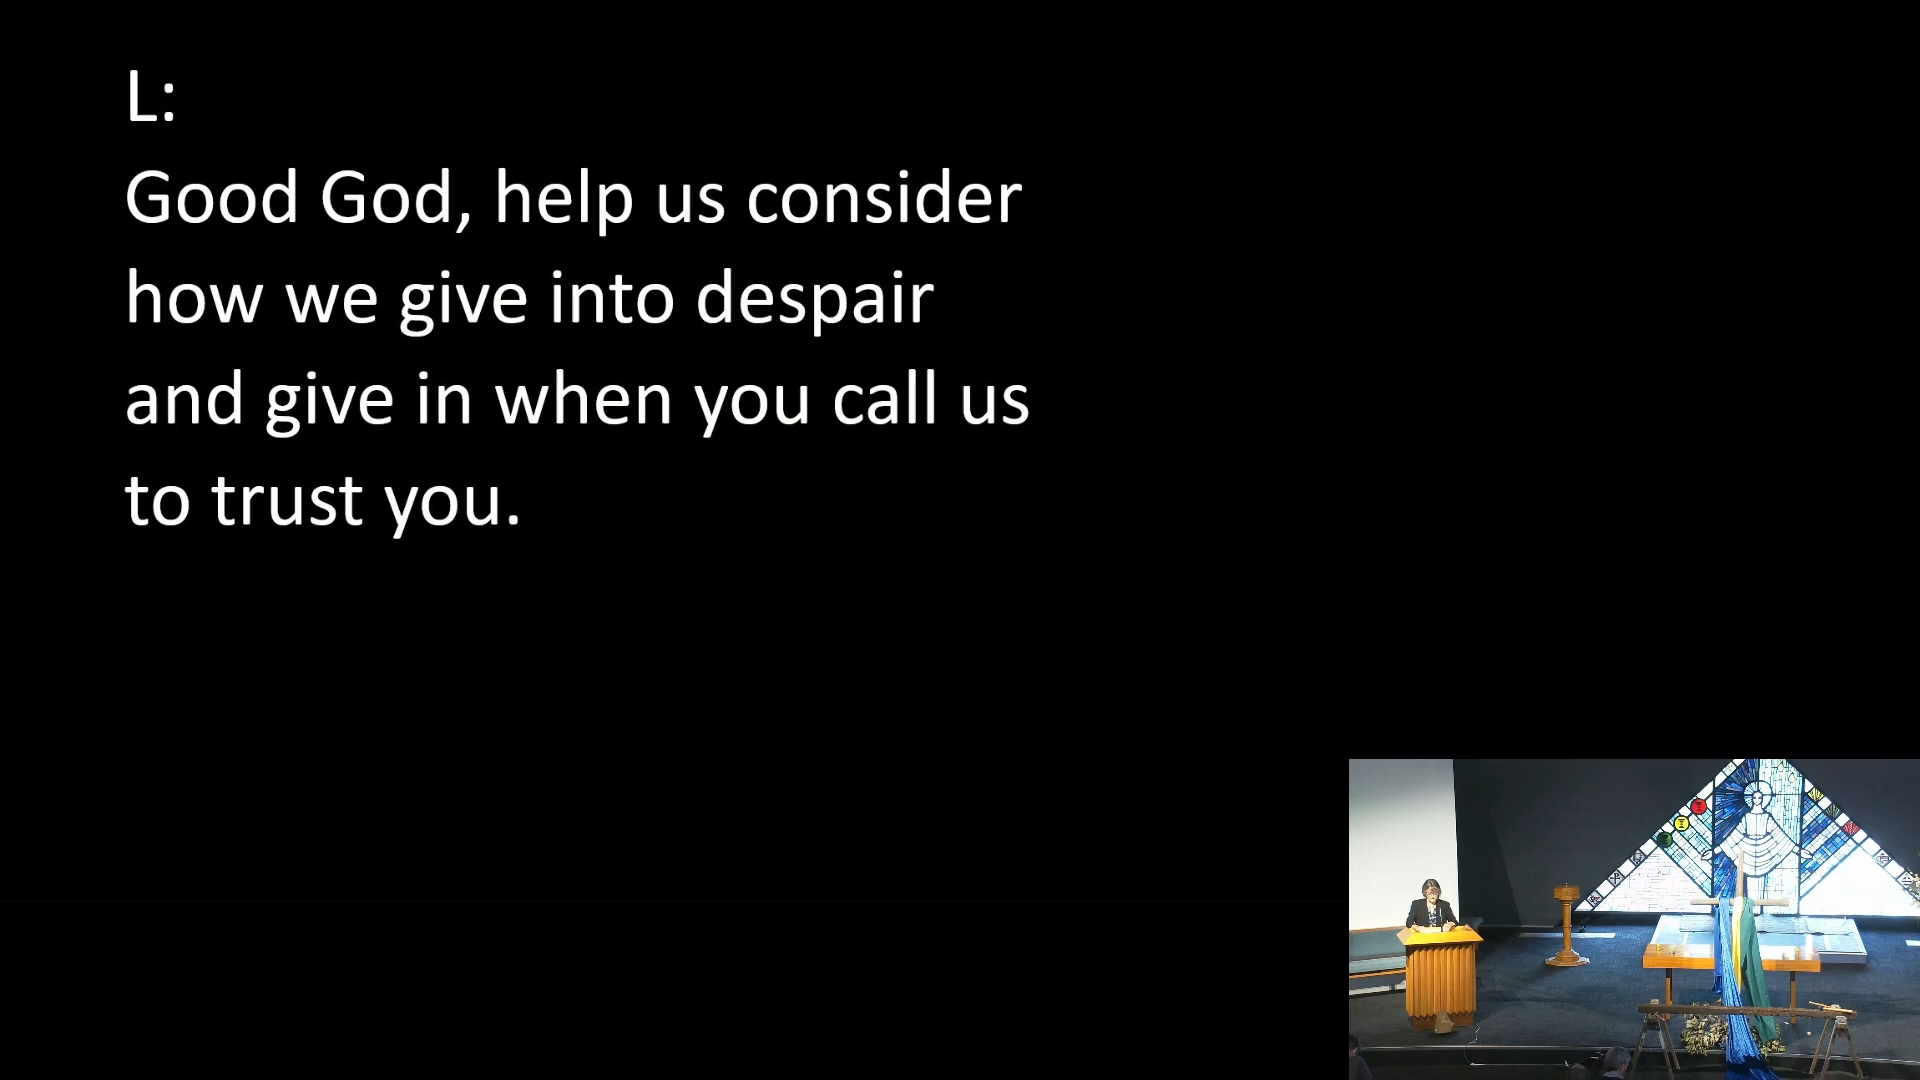 L:
Good God, help us consider
how we give into despair
and give in when you call us
to trust you.